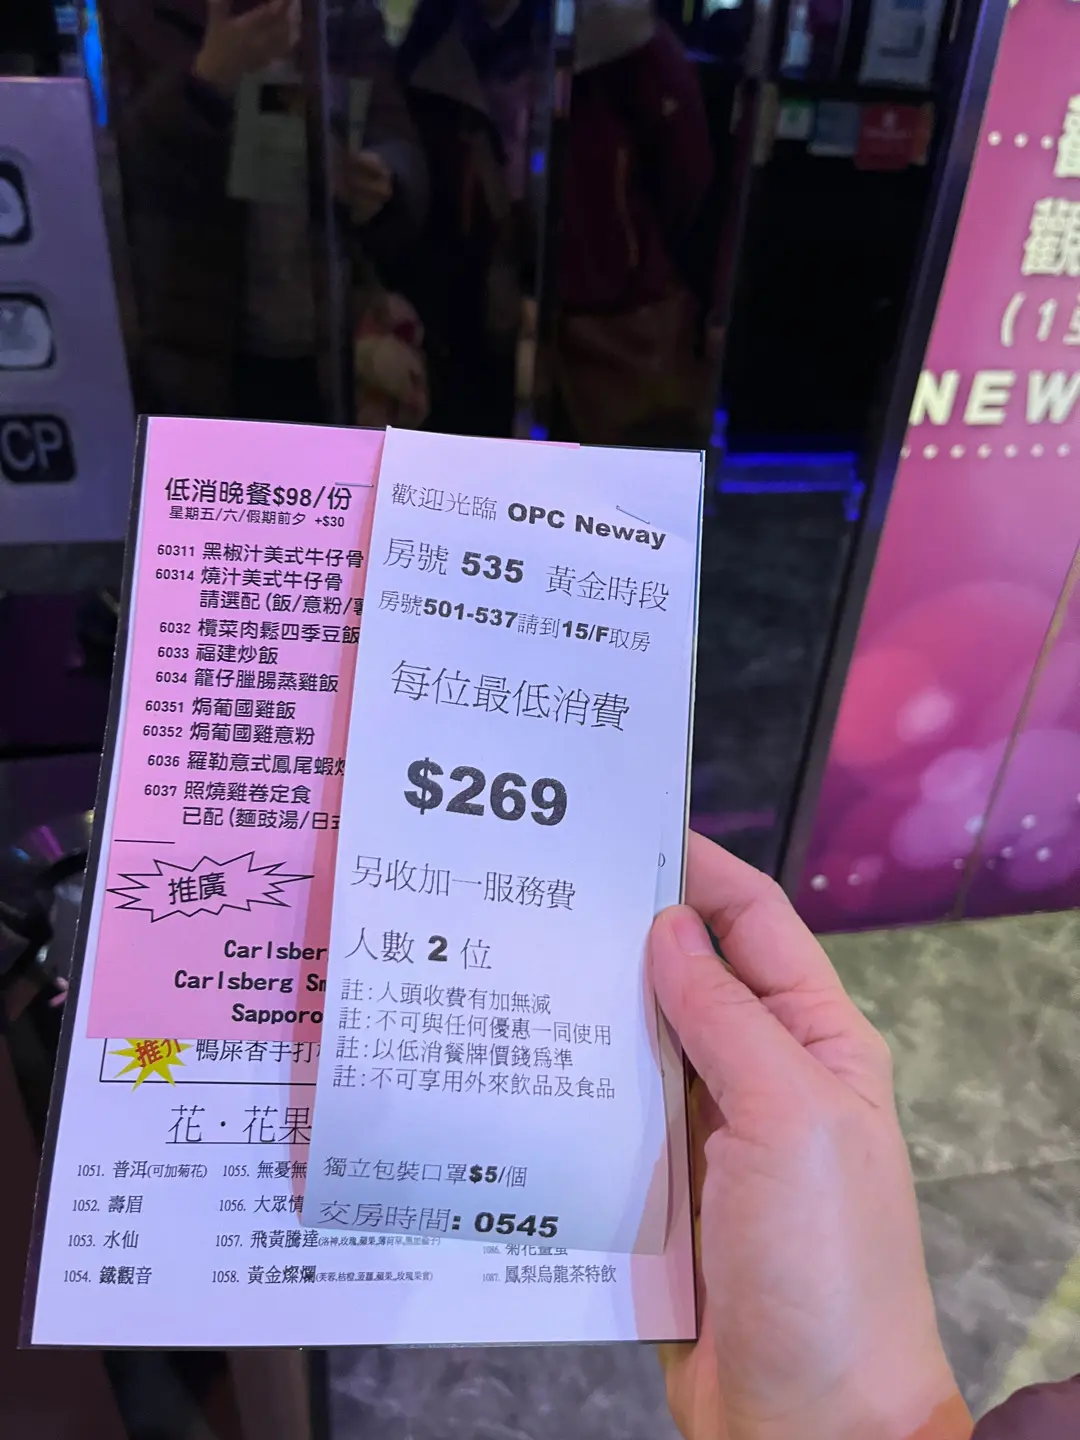 低消晚餐$98/份
星期五/六/假期前夕 +$30
60311 黑椒汁美式牛仔骨
60314 燒汁美式牛仔骨
請選配(飯/意粉/
6032 欖菜肉鬆四季豆飯
6033 福建炒飯
6034 籠仔臘腸蒸雞飯
60351 焗葡國雞飯
60352 焗葡國雞意粉
6036 羅勒意式鳳尾蝦
6037 照燒雞卷定食
已配(麵豉湯/日
推廣
Carlsber
Carlsberg Sm
Sapporo
推介 鴨屎香手打
花·花果
1051. 普洱(可加菊花)
1055. 無憂無
1052. 壽眉
1056. 大眾情
1053. 水仙
1057. 飛黃騰達
1054. 鐵觀音
1058. 黃金燦爛
1087. 鳳梨烏龍茶特飲
歡迎光臨 OPC Neway
房號 535 黃金時段
房號501-537請到15/F取房
每位最低消費
$269
另收加一服務費
人數 2 位
註:人頭收費有加無減
註:不可與任何優惠一同使用
註:以低消餐牌價錢為準
註:不可享用外來飲品及食品
獨立包裝口罩$5/個
交房時間: 0545
CP
觀
(1
NEW